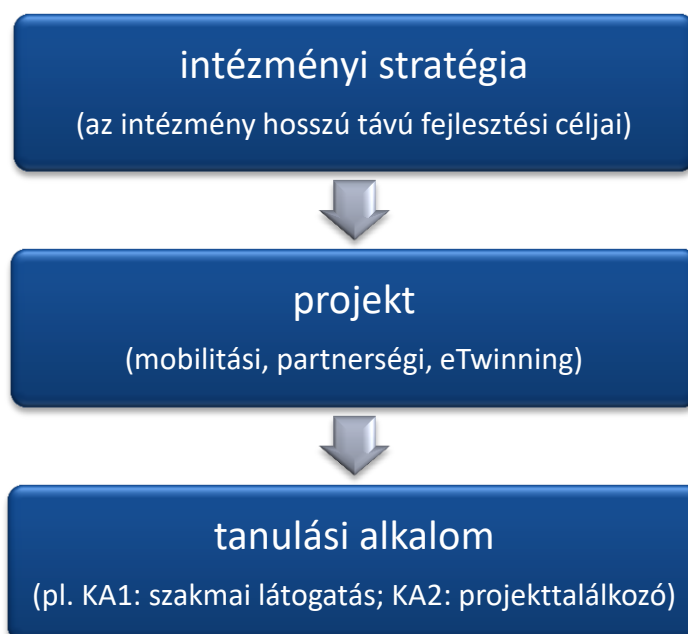 intézményi stratégia
(az intézmény hosszú távú fejlesztési céljai)
projekt
(mobilitási, partnerségi, eTwinning)
tanulási alkalom
(pl. KA1: szakmai látogatás; KA2: projekttalálkozó)